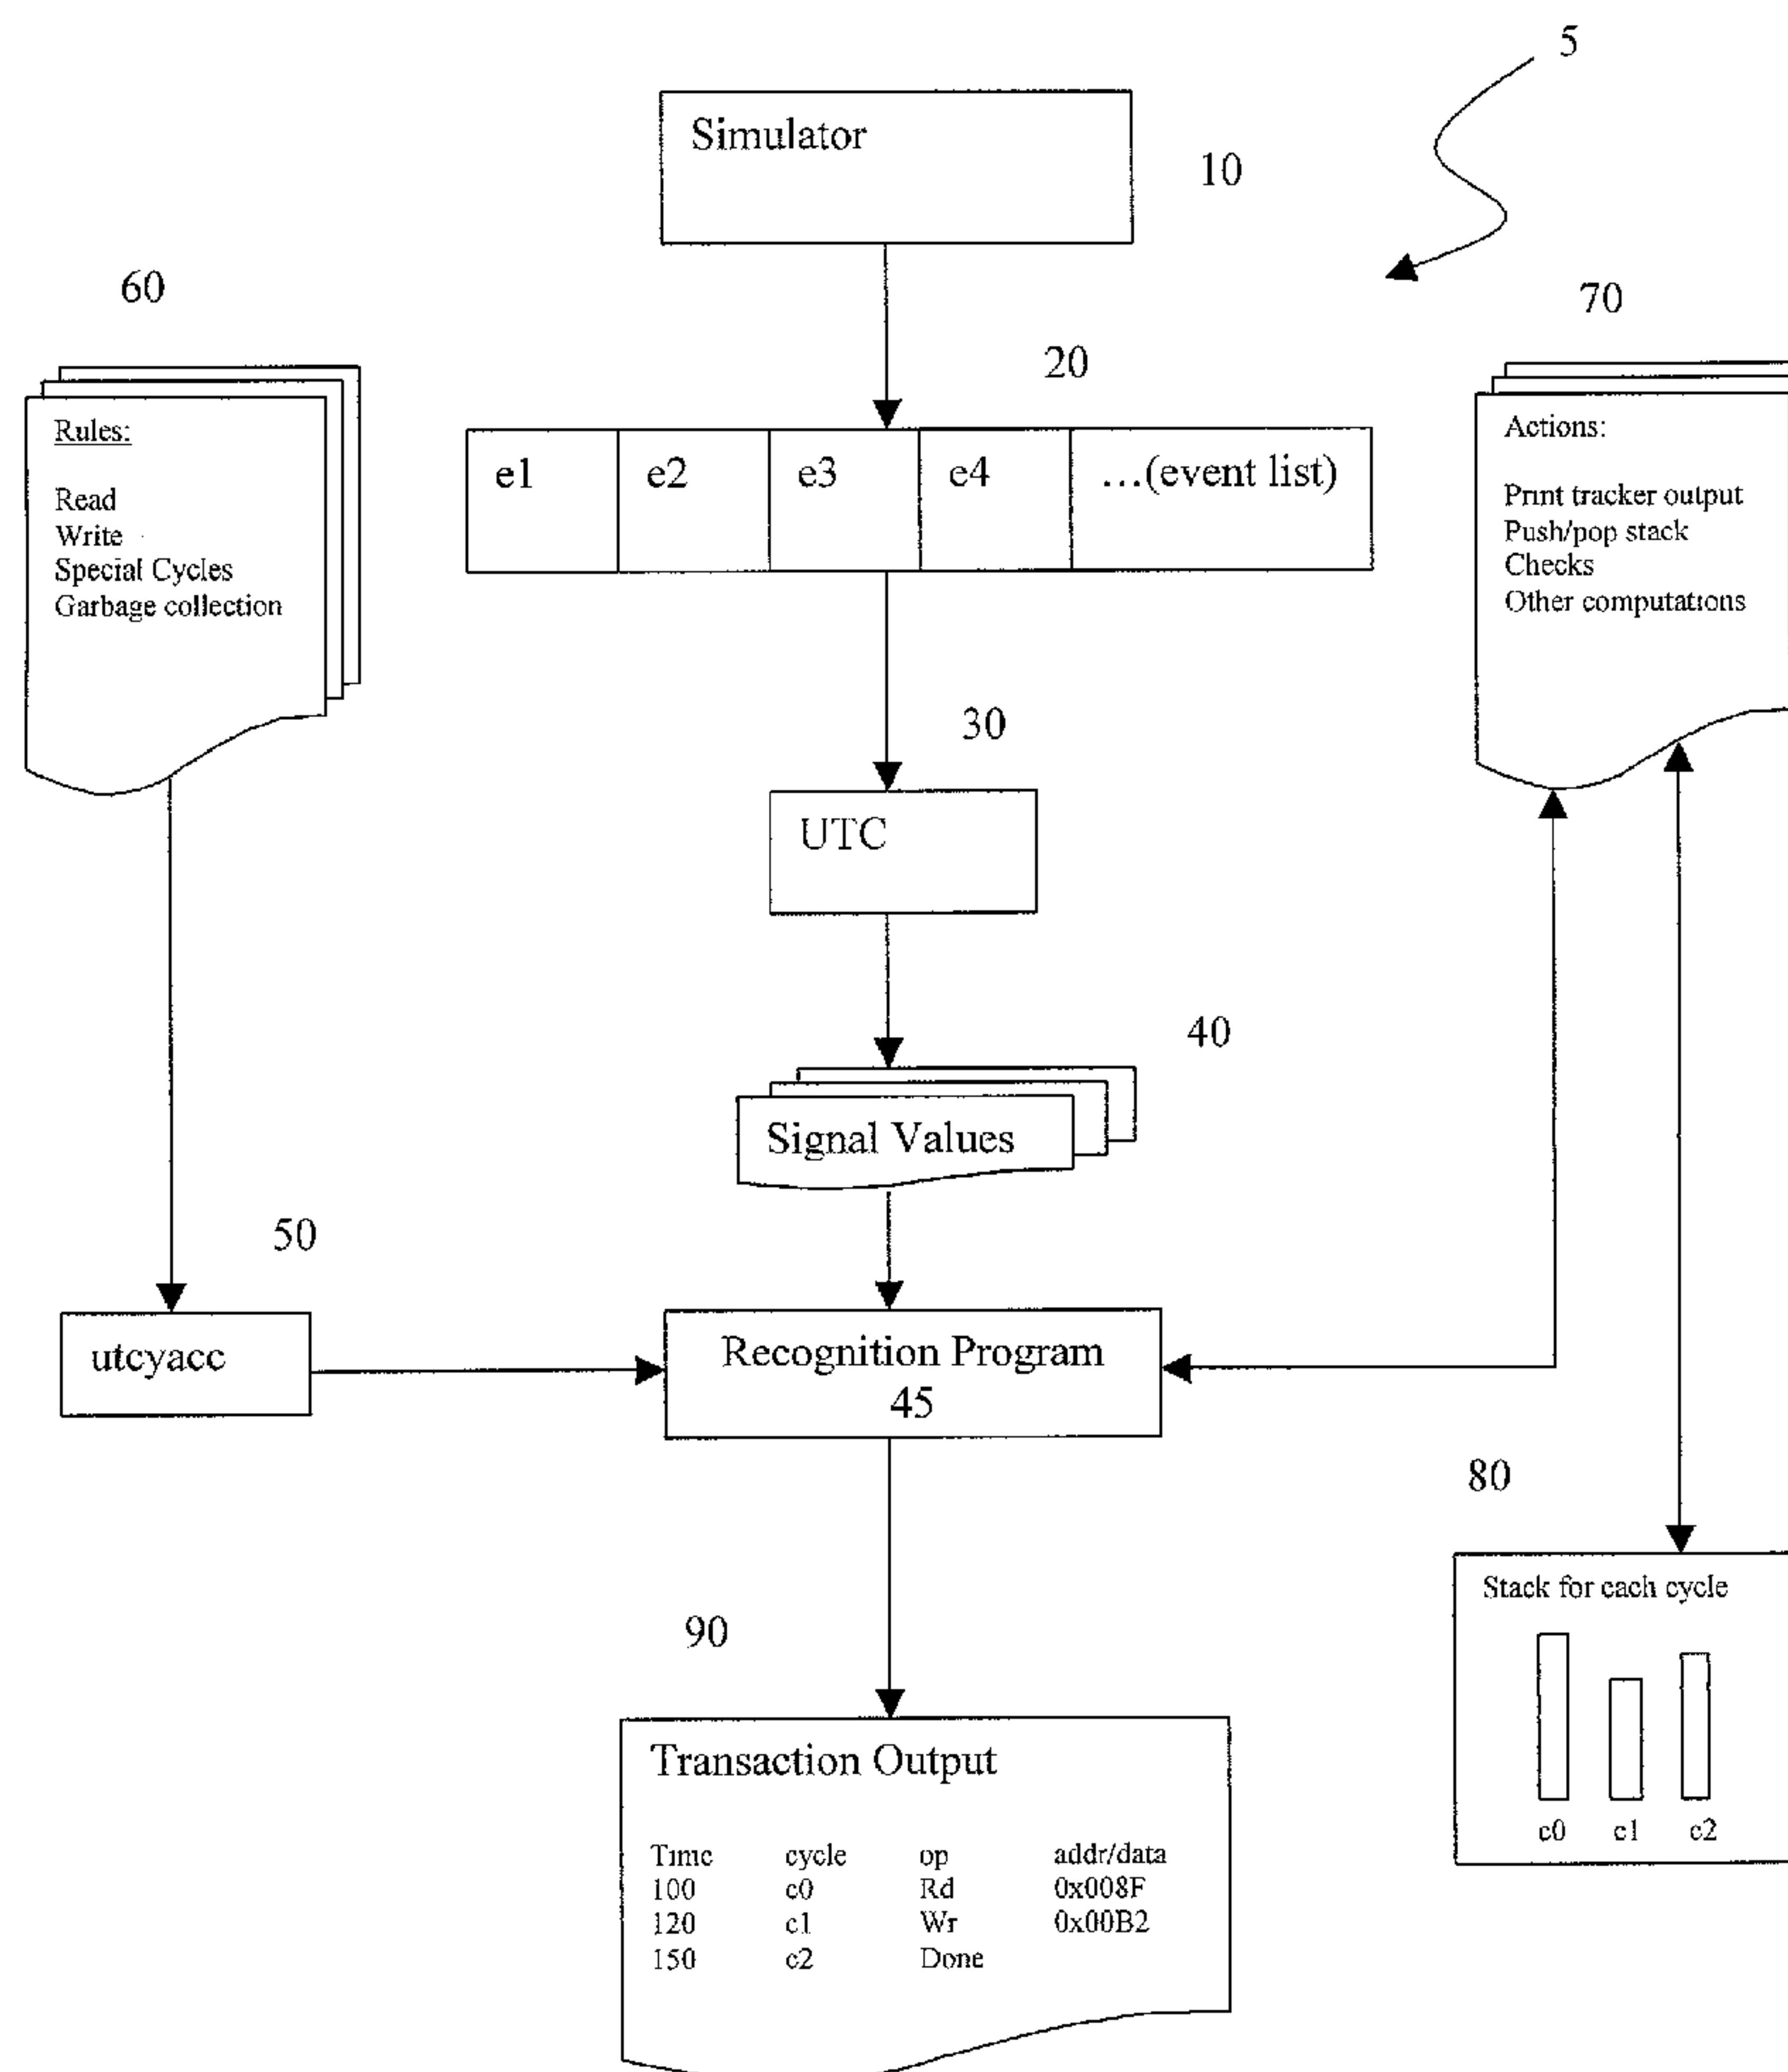 5
Simulator
10
60
70
20
Rules:
Read
Write
Special Cycles
Garbage collection
e1 e2 e3 e4 ...(event list)
Actions:
Print tracker output
Push/pop stack
Checks
Other computations
30
UTC
40
Signal Values
50
utcyacc
Recognition Program
45
80
Stack for each cycle
c0 c1 c2
90
Transaction Output
Time cycle op addr/data
100 c0 Rd 0x008F
120 c1 Wr 0x00B2
150 c2 Done